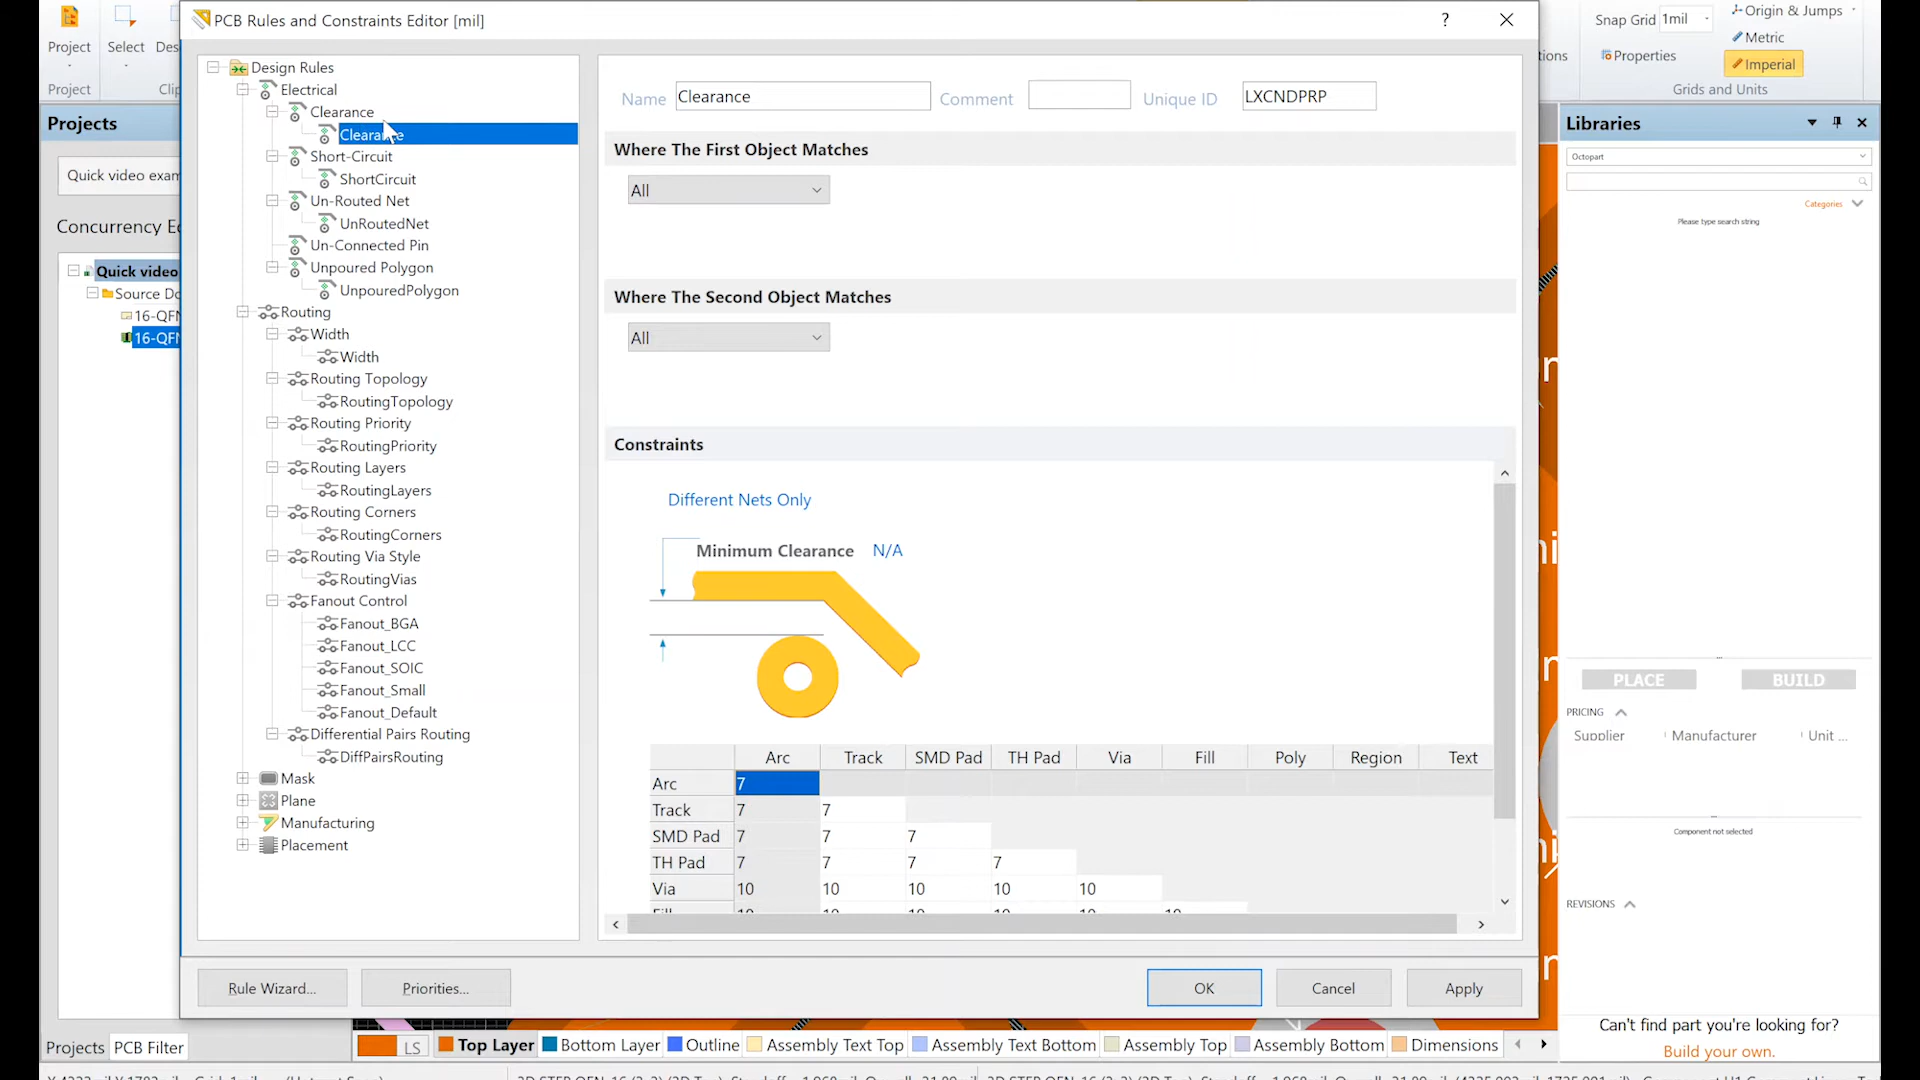 PCB Rules and Constraints Editor [mil]
?
Project
Select
Project
Snap Grid 1mil
Origin & Jumps
Metric
Properties
Imperial
Grids and Units
Projects
Concurrency
Quick video
Design Rules
Electrical
Clearance
Clearance
Short-Circuit
ShortCircuit
Un-Routed Net
UnRoutedNet
Un-Connected Pin
Unpoured Polygon
UnpouredPolygon
Routing
Width
Width
Routing Topology
RoutingTopology
Routing Priority
RoutingPriority
Routing Layers
RoutingLayers
Routing Corners
RoutingCorners
Routing Via Style
RoutingVias
Fanout Control
Fanout_BGA
Fanout_LCC
Fanout_SOIC
Fanout_Small
Fanout_Default
Differential Pairs Routing
DiffPairsRouting
Mask
Plane
Manufacturing
Placement
Name Clearance Comment Unique ID LXCNDPRP
Where The First Object Matches
All
Where The Second Object Matches
All
Constraints
Different Nets Only
Minimum Clearance N/A
Arc Track SMD Pad TH Pad Via Fill Poly Region Text
Arc 7
Track 7 7
SMD Pad 7 7 7
TH Pad 7 7 7 7
Via 10 10 10 10 10
Rule Wizard...
Priorities...
OK
Cancel
Apply
Libraries
Octopart
Categories
Please type search string
PLACE
BUILD
PRICING
Supplier Manufacturer Unit ...
Component not selected
REVISIONS
Can't find part you're looking for?
Build your own.
Projects PCB Filter
LS Top Layer Bottom Layer Outline Assembly Text Top Assembly Text Bottom Assembly Top Assembly Bottom Dimensions